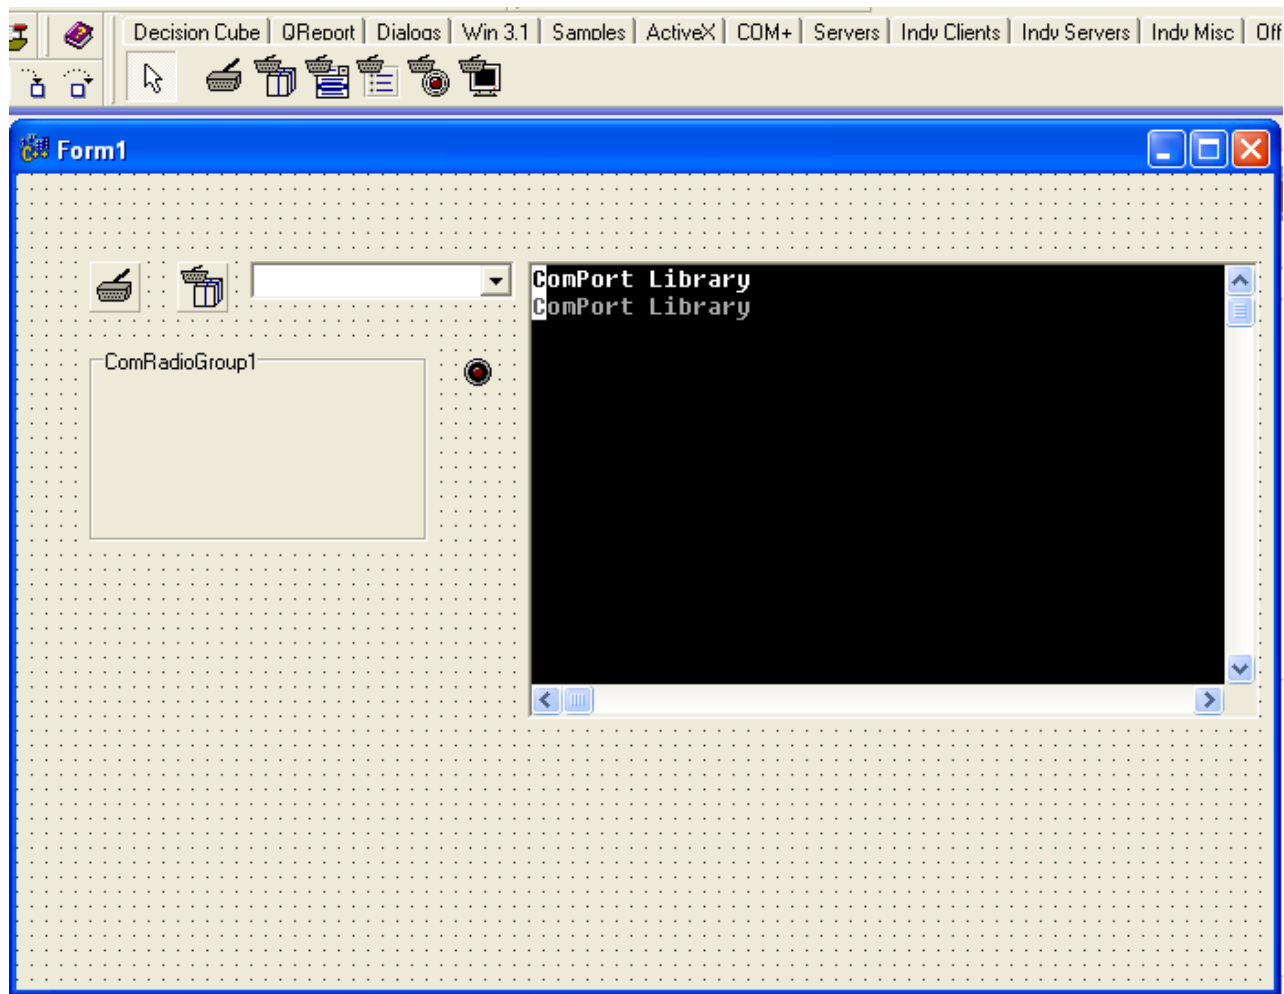 Decision Cube QReport Dialogs Win 3.1 Samples ActiveX COM+ Servers Indy Clients Indy Servers Indy Misc Off
Form1
ComPort Library
ComPort Library
ComRadioGroup1